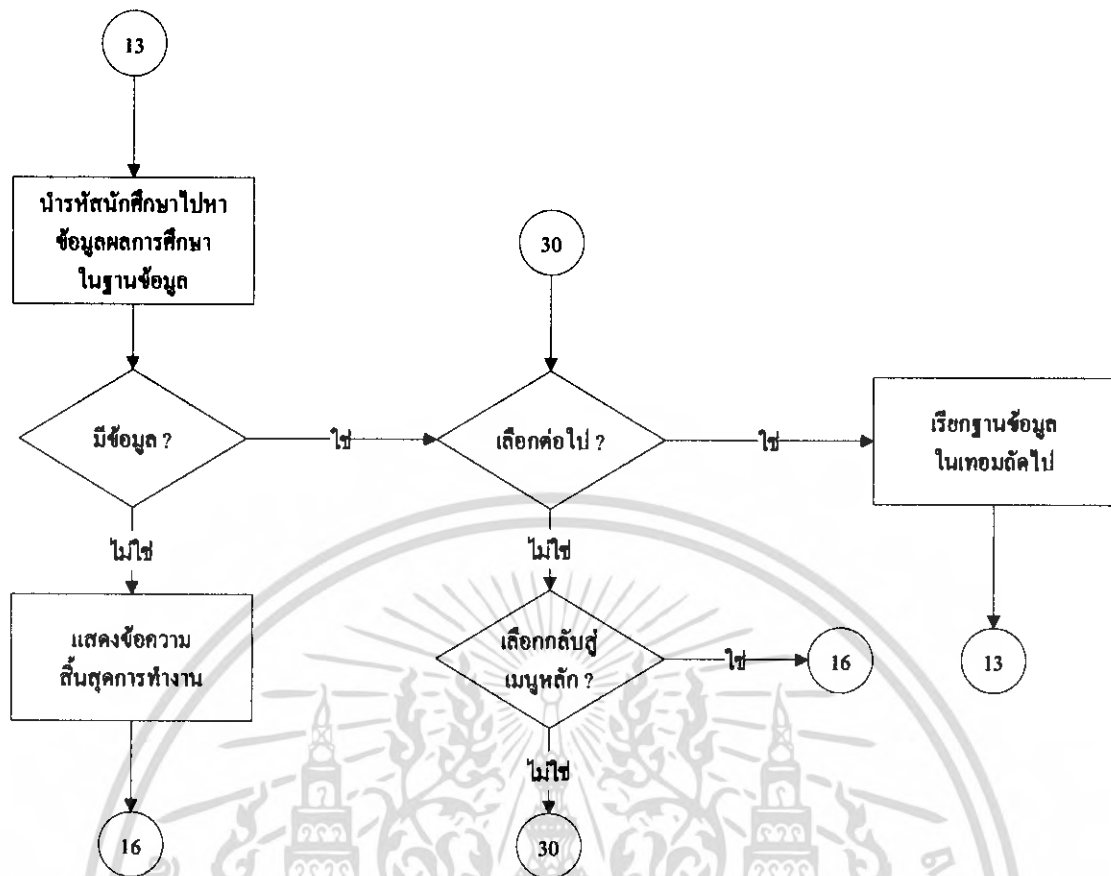 13
นำรหัสนักศึกษาไปหา
ข้อมูลผลการศึกษา
ในฐานข้อมูล
30
มีข้อมูล ?
ใช่
เลือกต่อไป ?
ใช่
เรียกฐานข้อมูล
ในเทอมถัดไป
ไม่ใช่
ไม่ใช่
แสดงข้อความ
สิ้นสุดการทำงาน
เลือกกลับสู่
เมนูหลัก ?
ใช่
16
13
ไม่ใช่
16
30